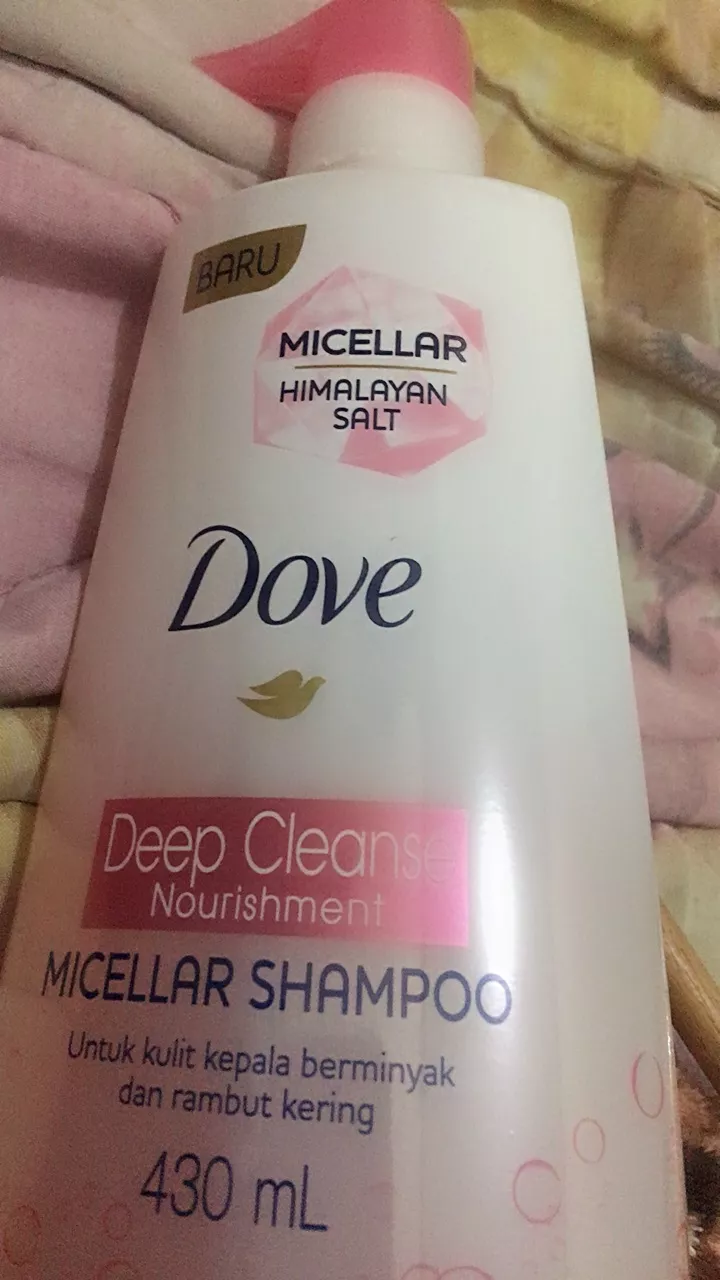 BARU
MICELLAR
HIMALAYAN
SALT
Dove
Deep Cleanse
Nourishment
MICELLAR SHAMPOO
Untuk kulit kepala berminyak
dan rambut kering
430 mL